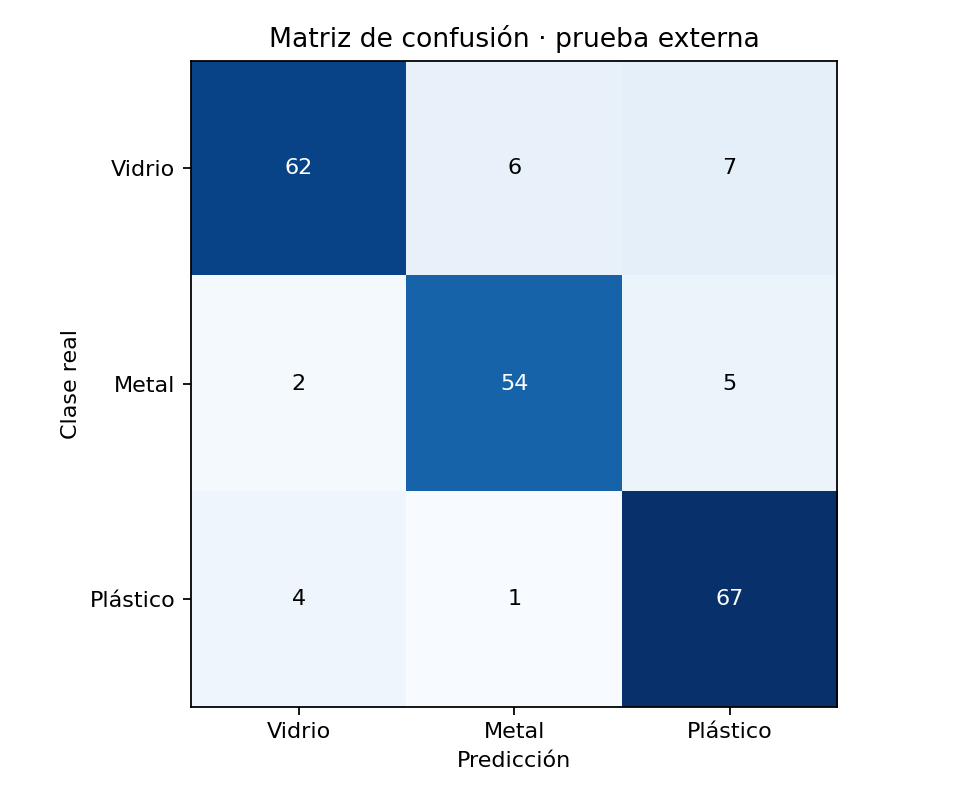 Matriz de confusión · prueba externa
Vidrio 62 6 7
Clase real
Metal 2 54 5
Plástico 4 1 67
Vidrio Metal Plástico
Predicción